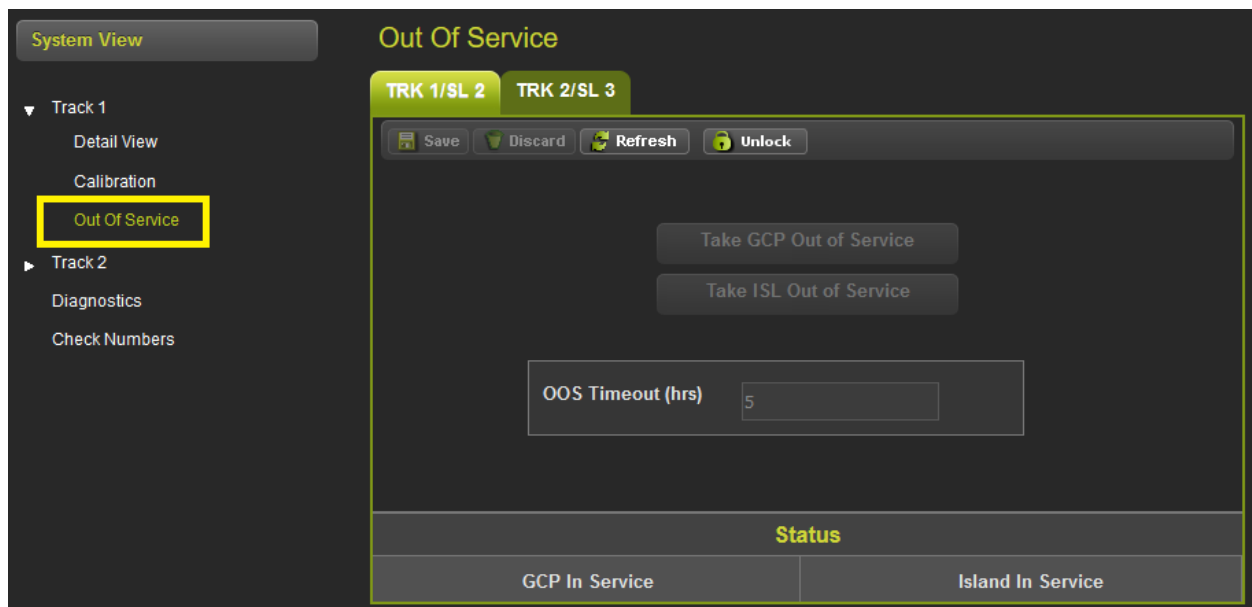 System View
Track 1
Detail View
Calibration
Out Of Service
Track 2
Diagnostics
Check Numbers
Out Of Service
TRK 1/SL 2 TRK 2/SL 3
Save Discard Refresh Unlock
Take GCP Out of Service
Take ISL Out of Service
OOS Timeout (hrs) 5
Status
GCP In Service Island In Service